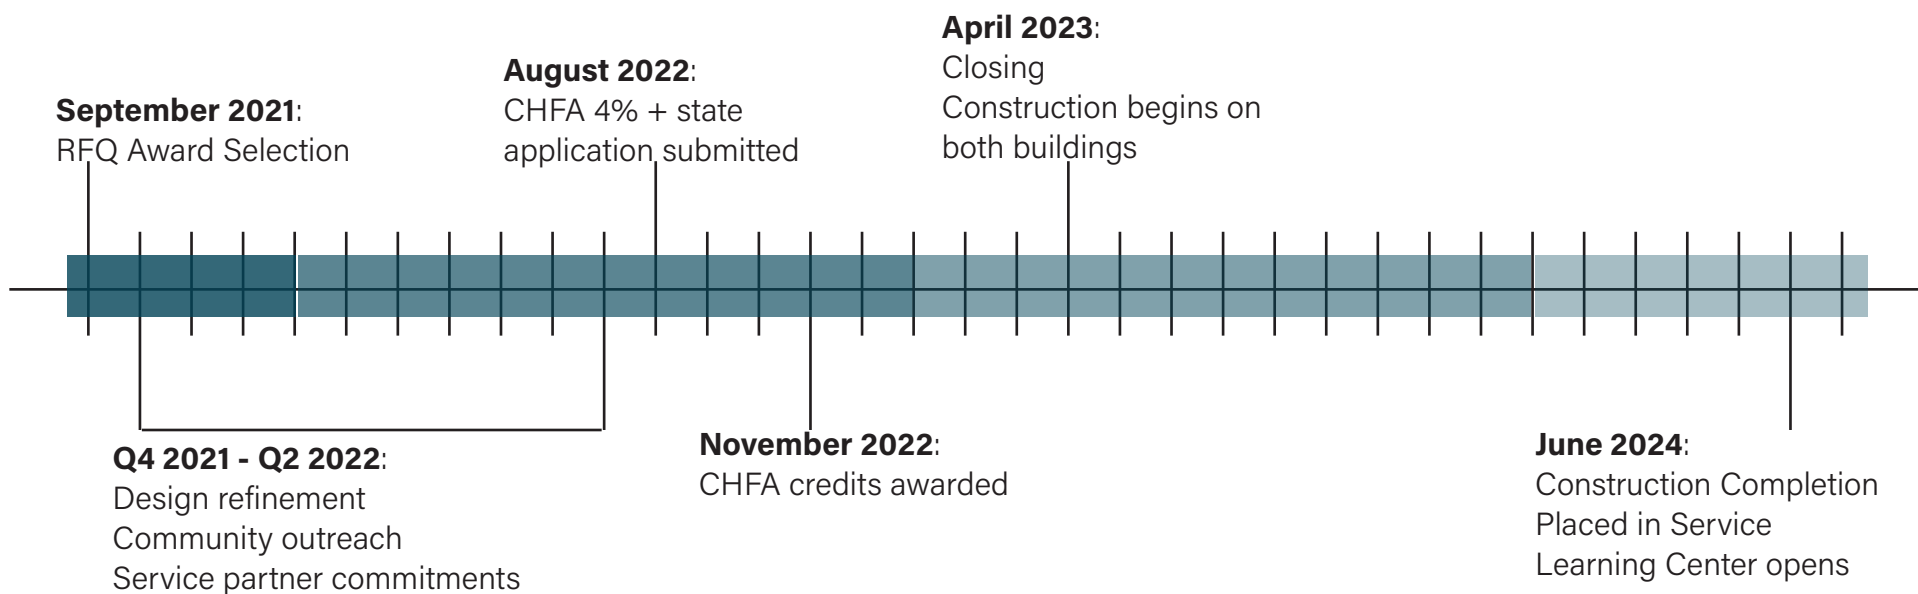 September 2021:
RFQ Award Selection
August 2022:
CHFA 4% + state
application submitted
April 2023:
Closing
Construction begins on
both buildings
Q4 2021 - Q2 2022:
Design refinement
Community outreach
Service partner commitments
November 2022:
CHFA credits awarded
June 2024:
Construction Completion
Placed in Service
Learning Center opens